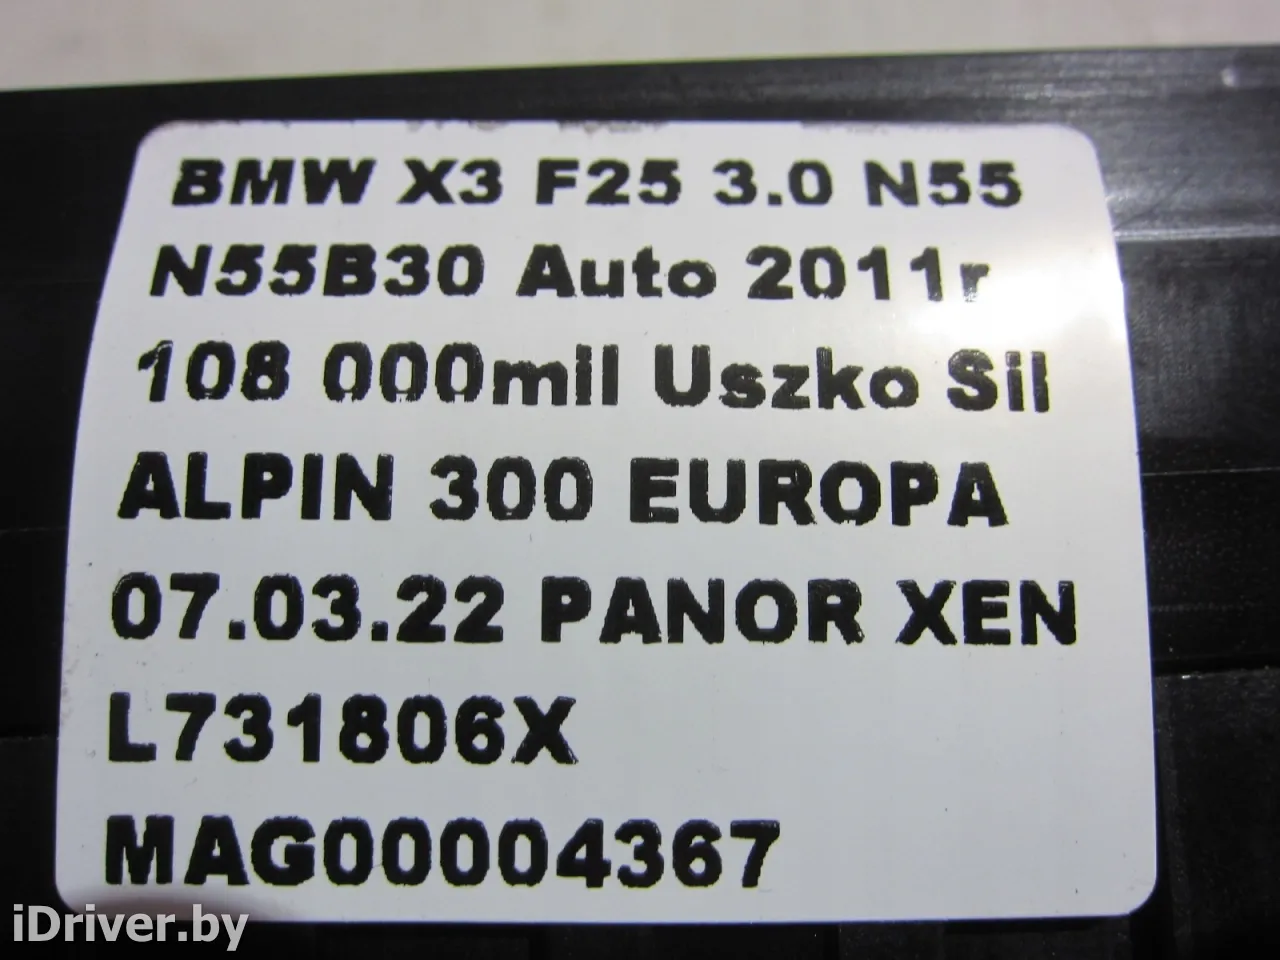 BMW X3 F25 3.0 N55
N55B30 Auto 2011r
108 000mil Uszko Sil
ALPIN 300 EUROPA
07.03.22 PANOR XEN
L731806X
MAG00004367
iDriver.by